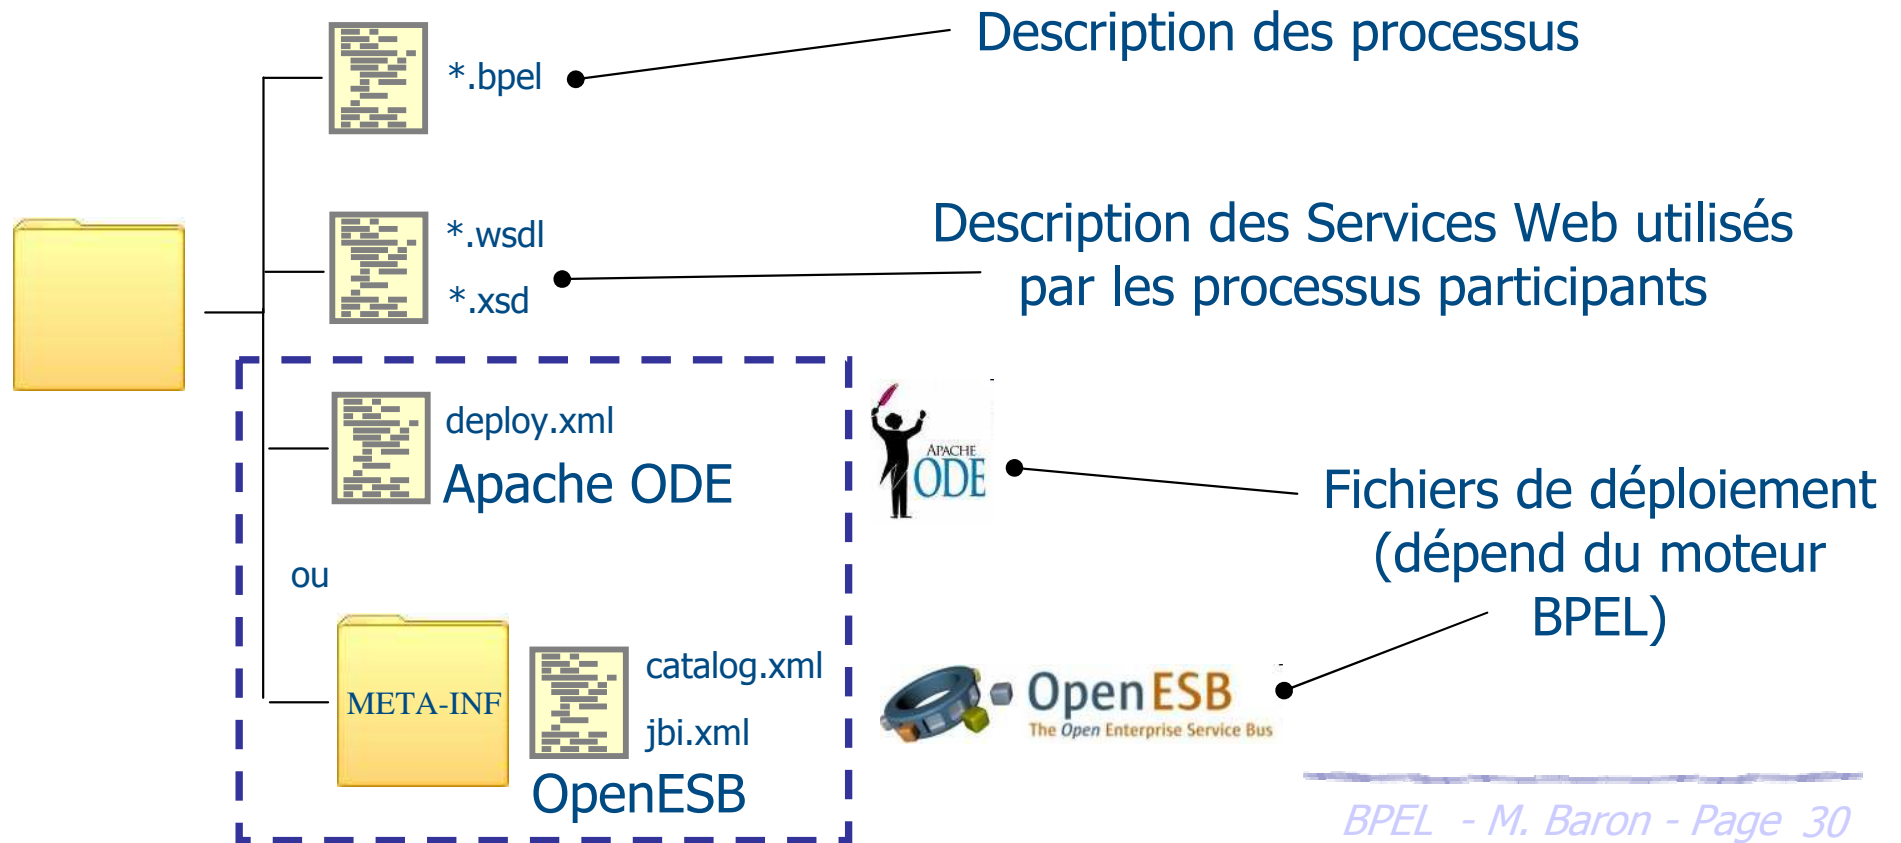 Description des processus
*.bpel
Description des Services Web utilisés
par les processus participants
*.wsdl
*.xsd
deploy.xml
Apache ODE
APACHE
ODE
Fichiers de déploiement
(dépend du moteur
BPEL)
ou
META-INF
catalog.xml
jbi.xml
OpenESB
OpenESB
The Open Enterprise Service Bus
BPEL - M. Baron - Page 30